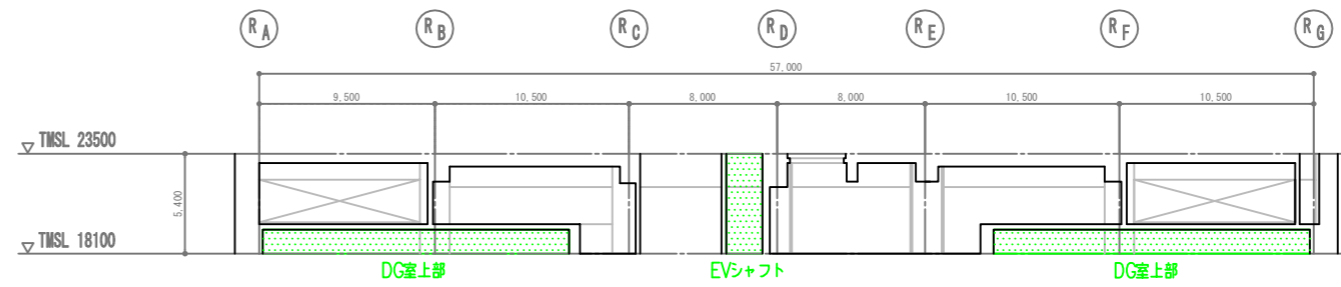 RA RB RC RD RE RF RG
57,000
9,500 10,500 8,000 8,000 10,500 10,500
TMSL 23500
5,400
TMSL 18100
DG室上部 EVシャフト DG室上部